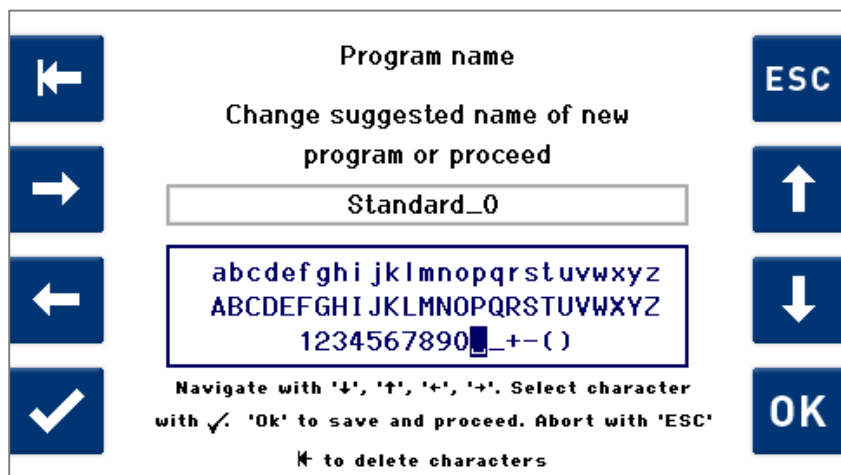 Program name
ESC
Change suggested name of new
program or proceed
Standard_0
abcdefghijklmnopqrstuvwxyz
ABCDEFGHIJKLMNOPQRSTUVWXYZ
1234567890 _+-()
Navigate with '↓', '↑', '←', '→'. Select character
with ✓. 'Ok' to save and proceed. Abort with 'ESC'
OK
⇤ to delete characters